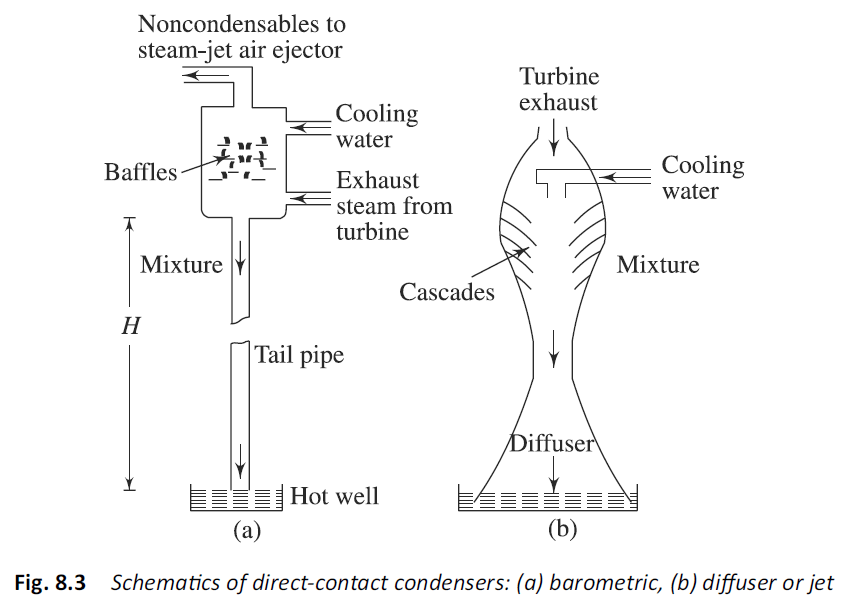 Noncondensables to
steam-jet air ejector
Cooling
water
Baffles
Exhaust
steam from
turbine
Mixture
H
Tail pipe
Hot well
(a)
Turbine
exhaust
Cooling
water
Cascades
Mixture
Diffuser
(b)
Fig. 8.3 Schematics of direct-contact condensers: (a) barometric, (b) diffuser or jet